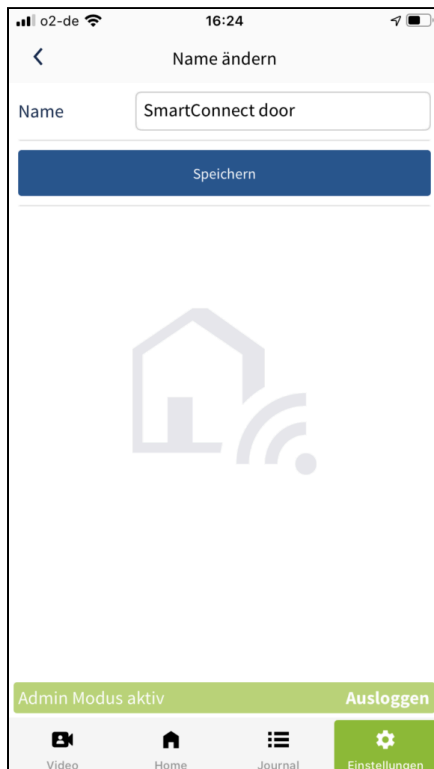 o2-de 16:24
Name ändern
Name SmartConnect door
Speichern
Admin Modus aktiv Ausloggen
Video Home Journal Einstellungen